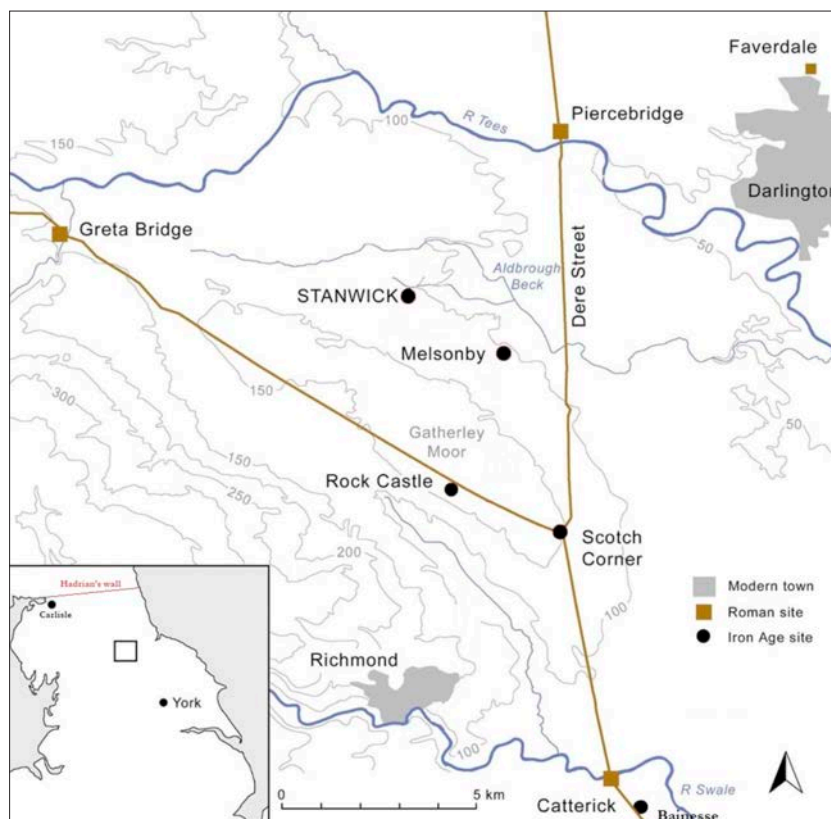 Faverdale
Piercebridge
R Tees
100
150
Darlington
Greta Bridge
50
Aldbrough
Beck
Dere Street
STANWICK
Melsonby
150
300
50
Gatherley
Moor
150
Rock Castle
250
Scotch
Corner
200
Hadrian's wall
Carlisle
Modern town
Roman site
Iron Age site
100
Richmond
York
100
R Swale
0
5 km
Catterick
Bainesse